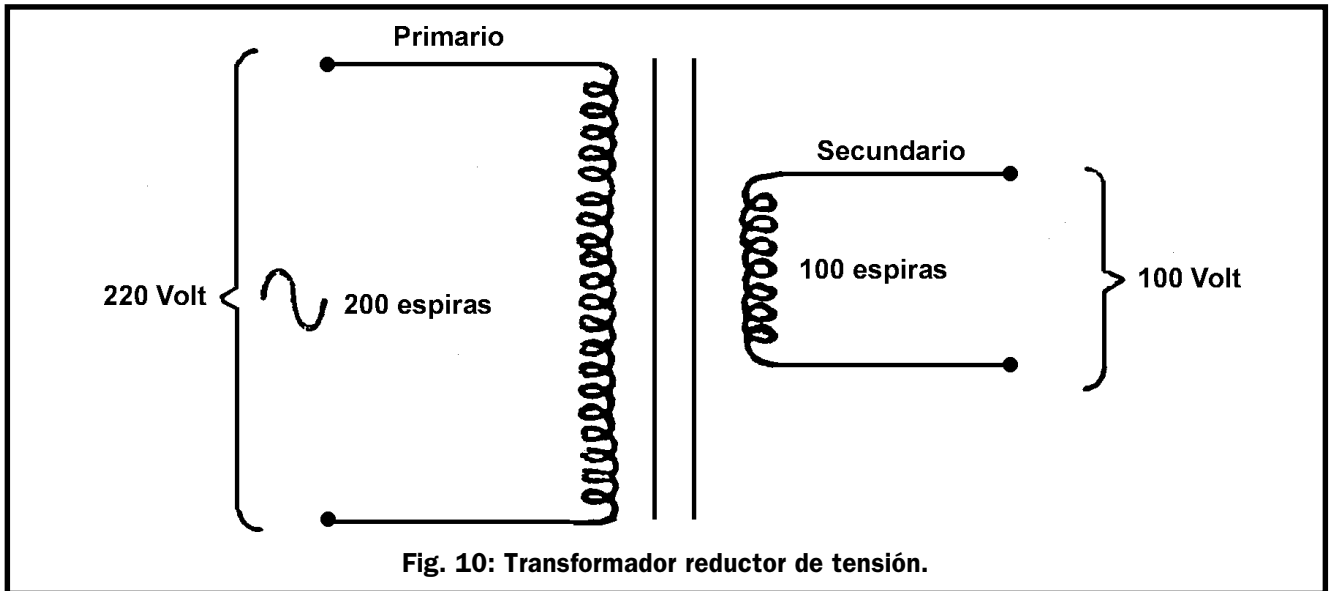 Primario
Secundario
220 Volt
200 espiras
100 espiras
100 Volt
Fig. 10: Transformador reductor de tensión.